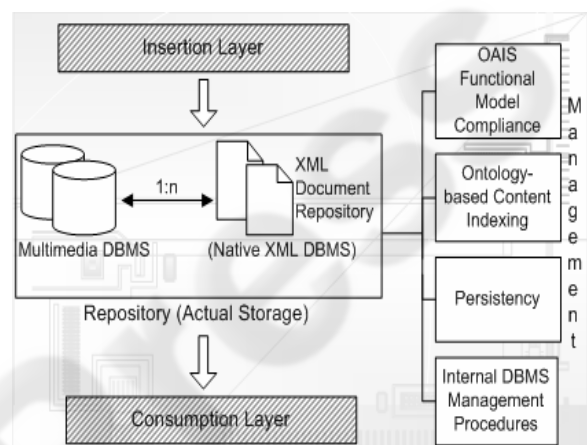 Insertion Layer
OAIS
Functional
Model
Compliance
XML
Document
Repository
1:n
Multimedia DBMS
(Native XML DBMS)
Ontology-
based Content
Indexing
Persistency
Repository (Actual Storage)
Internal DBMS
Management
Procedures
Consumption Layer
Management